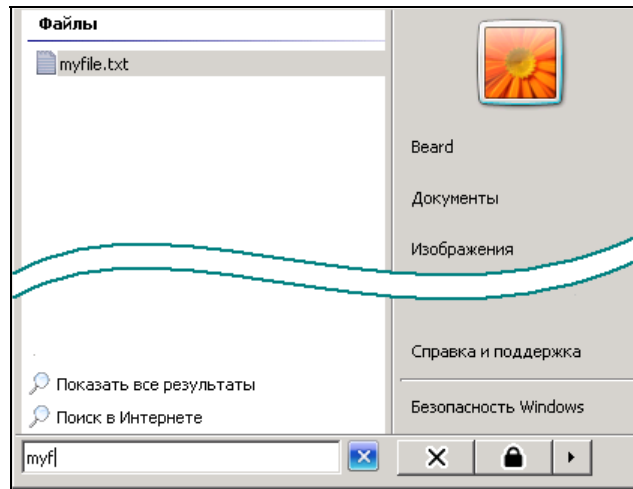 Файлы
myfile.txt
Beard
Документы
Изображения
Справка и поддержка
Показать все результаты
Поиск в Интернете
Безопасность Windows
myf